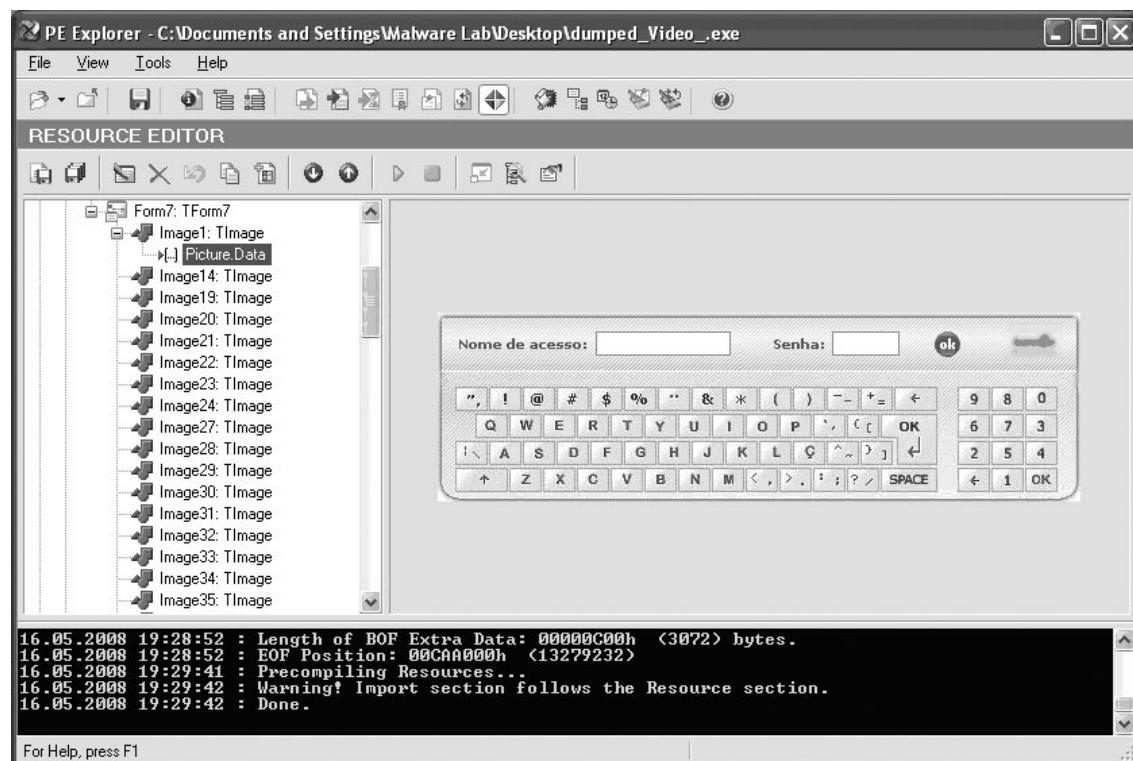 PE Explorer - C:\Documents and Settings\Malware Lab\Desktop\dumped_Video_.exe
File View Tools Help
RESOURCE EDITOR
Form7: TForm7
Image1: TImage
[..] Picture.Data
Image14: TImage
Image19: TImage
Image20: TImage
Image21: TImage
Image22: TImage
Image23: TImage
Image24: TImage
Image27: TImage
Image28: TImage
Image29: TImage
Image30: TImage
Image31: TImage
Image32: TImage
Image33: TImage
Image34: TImage
Image35: TImage
Nome de acesso: Senha: ok
", ! @ # $ % ¨ & * ( ) - _ + = ← 9 8 0
Q W E R T Y U I O P ` ´ { [ OK 6 7 3
| \ A S D F G H J K L Ç ^ ~ } ] ↵ 2 5 4
↑ Z X C V B N M < , > . : ; ? / SPACE ← 1 OK
16.05.2008 19:28:52 : Length of BOF Extra Data: 00000C00h (3072) bytes.
16.05.2008 19:28:52 : EOF Position: 00CAA000h (13279232)
16.05.2008 19:29:41 : Precompiling Resources...
16.05.2008 19:29:42 : Warning! Import section follows the Resource section.
16.05.2008 19:29:42 : Done.
For Help, press F1